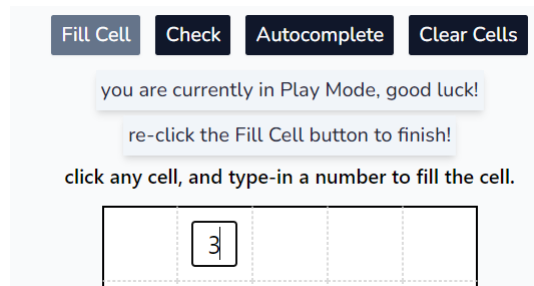 Fill Cell Check Autocomplete Clear Cells
you are currently in Play Mode, good luck!
re-click the Fill Cell button to finish!
click any cell, and type-in a number to fill the cell.
3